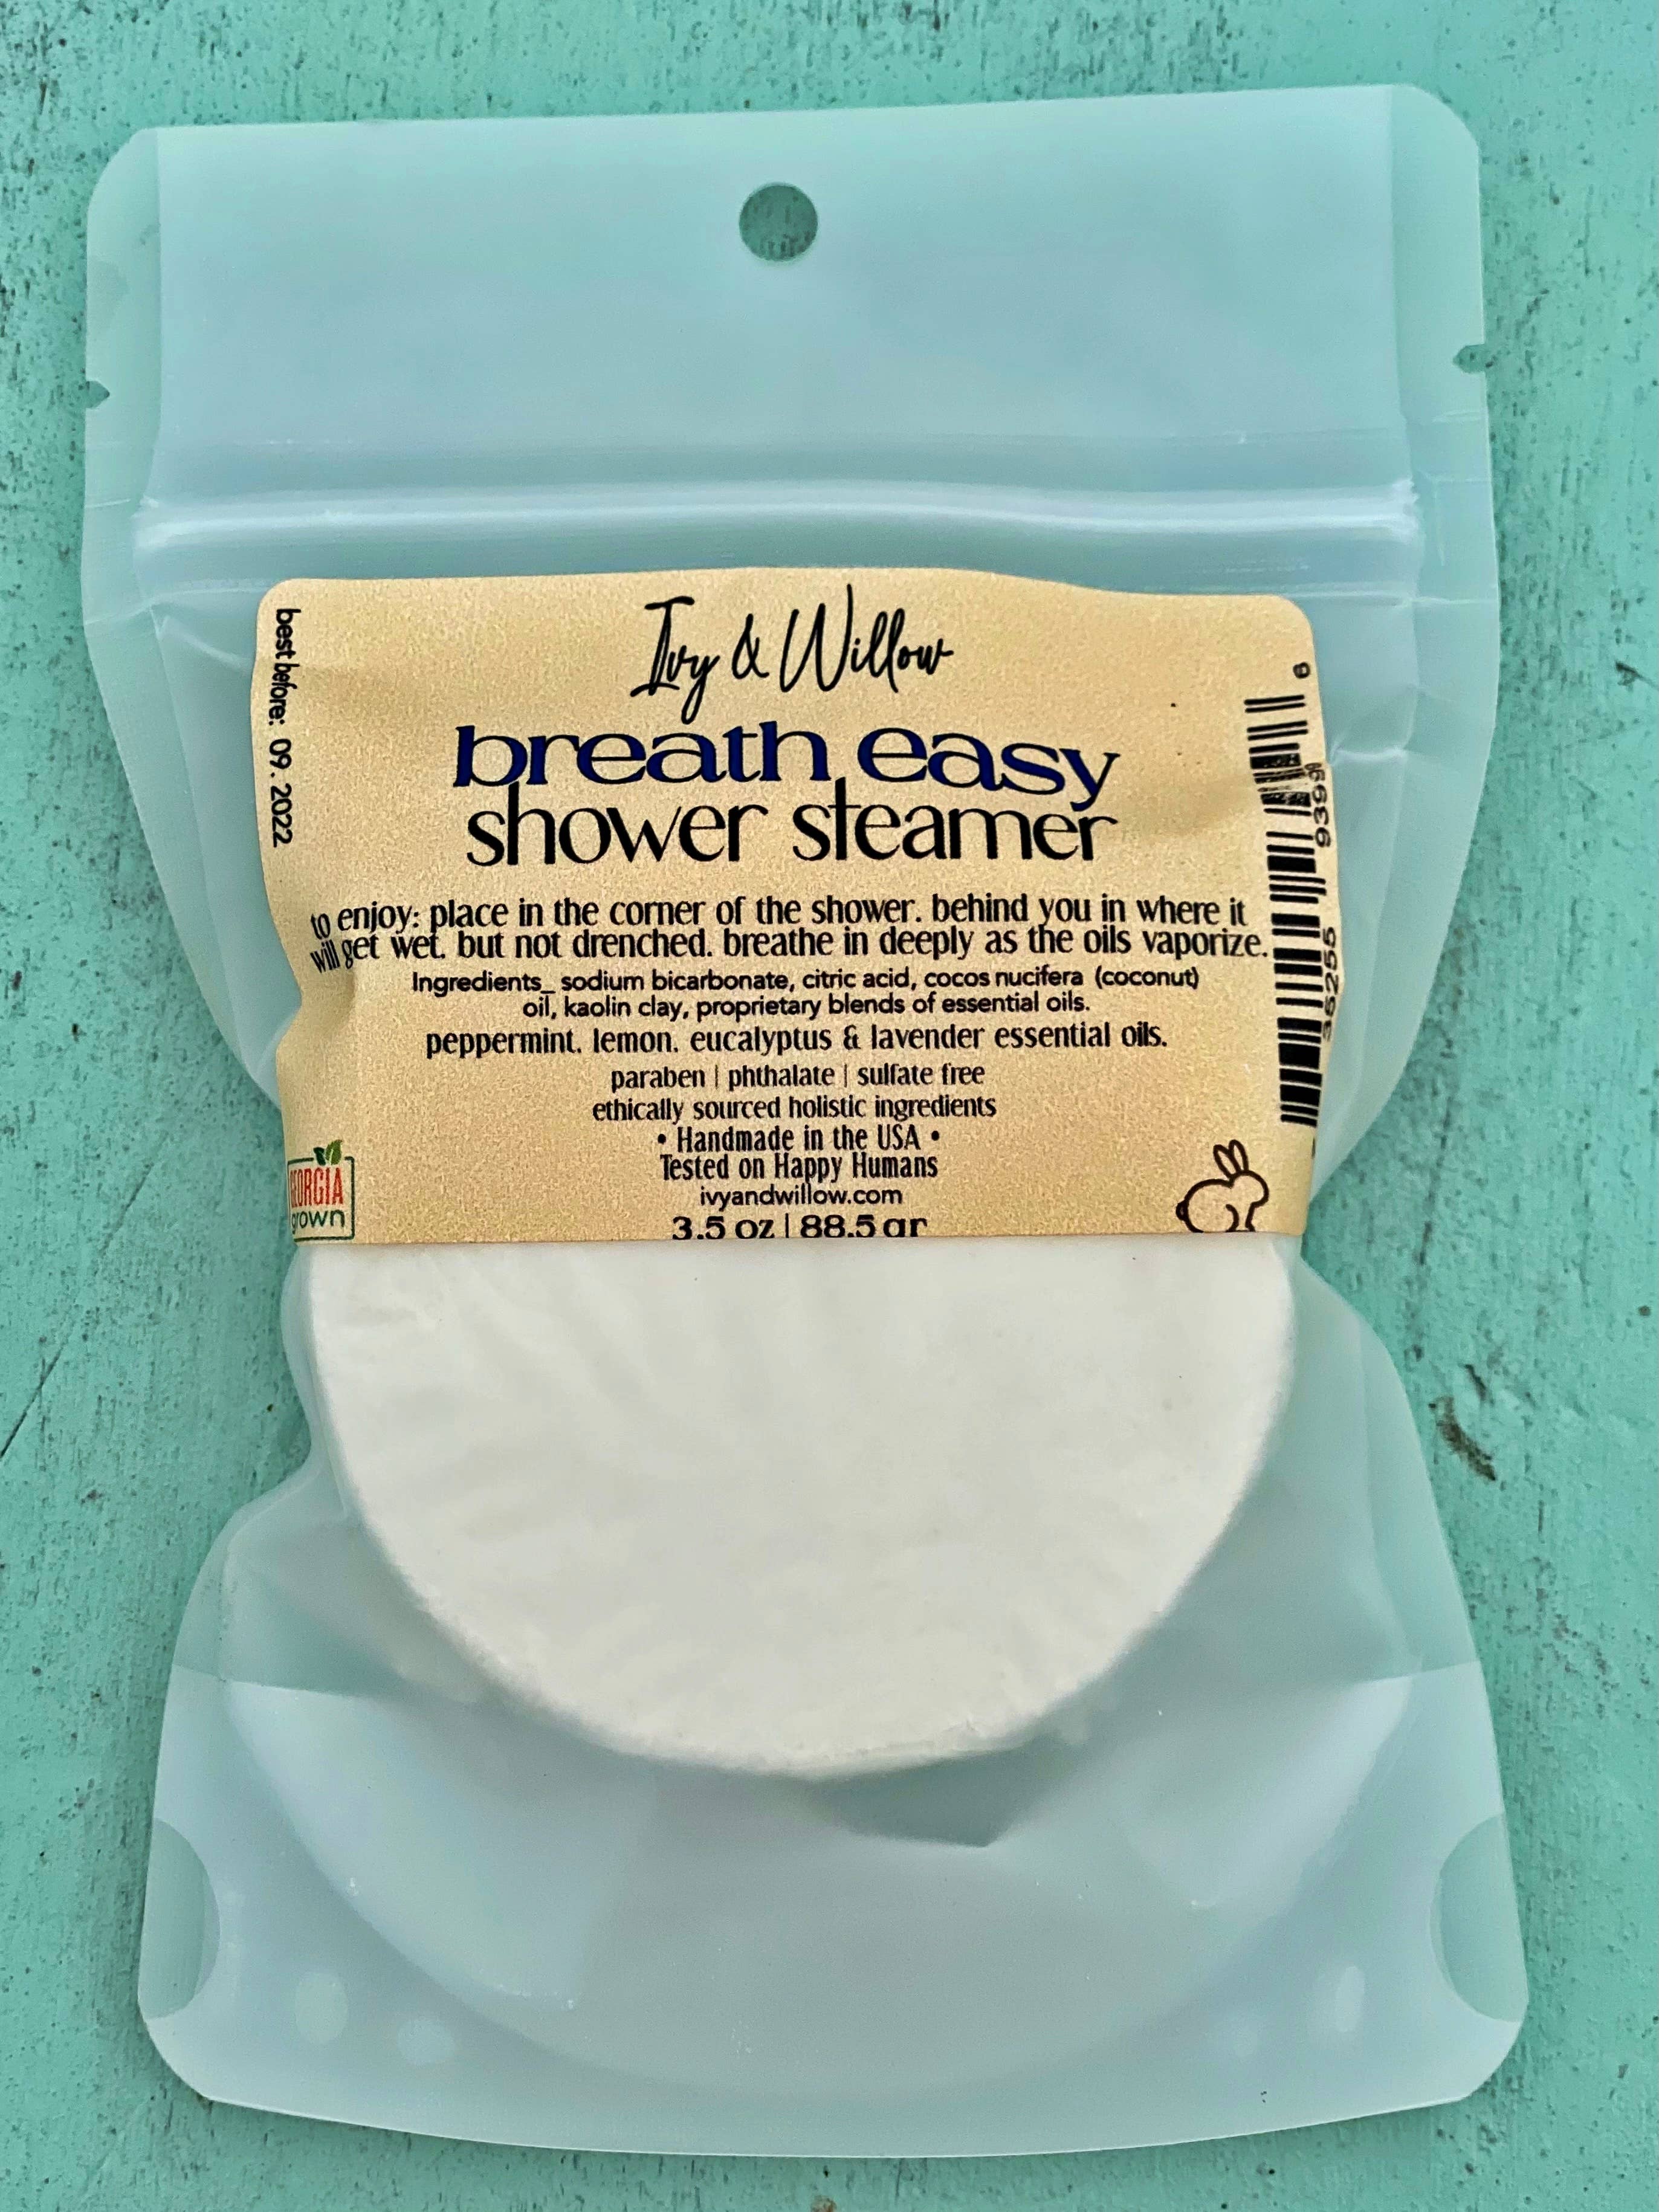 Ivy & Willow
breath easy
shower steamer
to enjoy: place in the corner of the shower. behind you in where it
will get wet. but not drenched. breathe in deeply as the oils vaporize.
Ingredients_ sodium bicarbonate, citric acid, cocos nucifera (coconut)
oil, kaolin clay, proprietary blends of essential oils.
peppermint. lemon. eucalyptus & lavender essential oils.
paraben | phthalate | sulfate free
ethically sourced holistic ingredients
• Handmade in the USA •
Tested on Happy Humans
ivyandwillow.com
3.5 oz | 88.5 gr
best before: 09. 2022
GEORGIA
grown
6